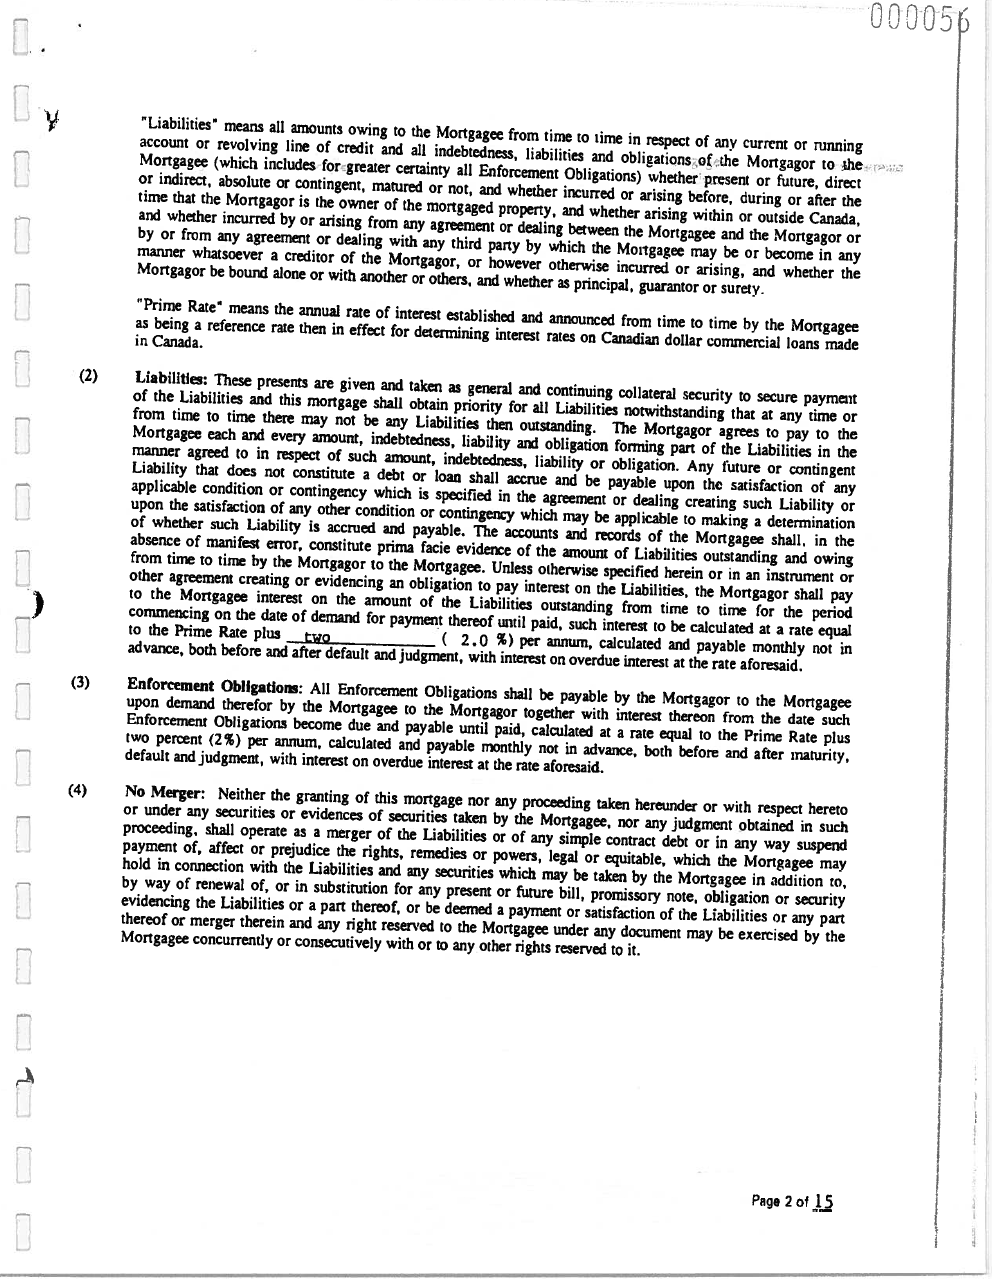 000056
"Liabilities" means all amounts owing to the Mortgagee from time to time in respect of any current or running
account or revolving line of credit and all indebtedness, liabilities and obligations of the Mortgagor to the
Mortgagee (which includes for greater certainty all Enforcement Obligations) whether present or future, direct
or indirect, absolute or contingent, matured or not, and whether incurred or arising before, during or after the
time that the Mortgagor is the owner of the mortgaged property, and whether arising within or outside Canada,
and whether incurred by or arising from any agreement or dealing between the Mortgagee and the Mortgagor or
by or from any agreement or dealing with any third party by which the Mortgagee may be or become in any
manner whatsoever a creditor of the Mortgagor, or however otherwise incurred or arising, and whether the
Mortgagor be bound alone or with another or others, and whether as principal, guarantor or surety.
"Prime Rate" means the annual rate of interest established and announced from time to time by the Mortgagee
as being a reference rate then in effect for determining interest rates on Canadian dollar commercial loans made
in Canada.
(2) Liabilities: These presents are given and taken as general and continuing collateral security to secure payment
of the Liabilities and this mortgage shall obtain priority for all Liabilities notwithstanding that at any time or
from time to time there may not be any Liabilities then outstanding. The Mortgagor agrees to pay to the
Mortgagee each and every amount, indebtedness, liability and obligation forming part of the Liabilities in the
manner agreed to in respect of such amount, indebtedness, liability or obligation. Any future or contingent
Liability that does not constitute a debt or loan shall accrue and be payable upon the satisfaction of any
applicable condition or contingency which is specified in the agreement or dealing creating such Liability or
upon the satisfaction of any other condition or contingency which may be applicable to making a determination
of whether such Liability is accrued and payable. The accounts and records of the Mortgagee shall, in the
absence of manifest error, constitute prima facie evidence of the amount of Liabilities outstanding and owing
from time to time by the Mortgagor to the Mortgagee. Unless otherwise specified herein or in an instrument or
other agreement creating or evidencing an obligation to pay interest on the Liabilities, the Mortgagor shall pay
to the Mortgagee interest on the amount of the Liabilities outstanding from time to time for the period
commencing on the date of demand for payment thereof until paid, such interest to be calculated at a rate equal
to the Prime Rate plus two ( 2.0 %) per annum, calculated and payable monthly not in
advance, both before and after default and judgment, with interest on overdue interest at the rate aforesaid.
(3) Enforcement Obligations: All Enforcement Obligations shall be payable by the Mortgagor to the Mortgagee
upon demand therefor by the Mortgagee to the Mortgagor together with interest thereon from the date such
Enforcement Obligations become due and payable until paid, calculated at a rate equal to the Prime Rate plus
two percent (2%) per annum, calculated and payable monthly not in advance, both before and after maturity,
default and judgment, with interest on overdue interest at the rate aforesaid.
(4) No Merger: Neither the granting of this mortgage nor any proceeding taken hereunder or with respect hereto
or under any securities or evidences of securities taken by the Mortgagee, nor any judgment obtained in such
proceeding, shall operate as a merger of the Liabilities or of any simple contract debt or in any way suspend
payment of, affect or prejudice the rights, remedies or powers, legal or equitable, which the Mortgagee may
hold in connection with the Liabilities and any securities which may be taken by the Mortgagee in addition to,
by way of renewal of, or in substitution for any present or future bill, promissory note, obligation or security
evidencing the Liabilities or a part thereof, or be deemed a payment or satisfaction of the Liabilities or any part
thereof or merger therein and any right reserved to the Mortgagee under any document may be exercised by the
Mortgagee concurrently or consecutively with or to any other rights reserved to it.
Page 2 of 15